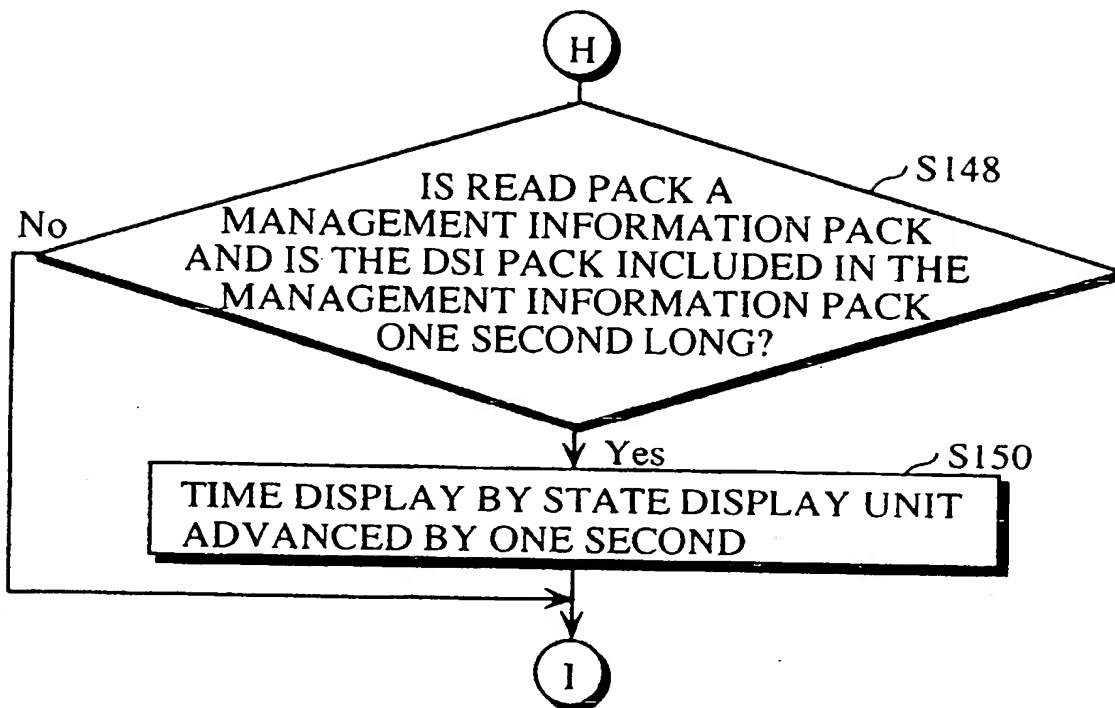 H
S148
IS READ PACK A
MANAGEMENT INFORMATION PACK
AND IS THE DSI PACK INCLUDED IN THE
MANAGEMENT INFORMATION PACK
ONE SECOND LONG?
No
Yes
S150
TIME DISPLAY BY STATE DISPLAY UNIT
ADVANCED BY ONE SECOND
I